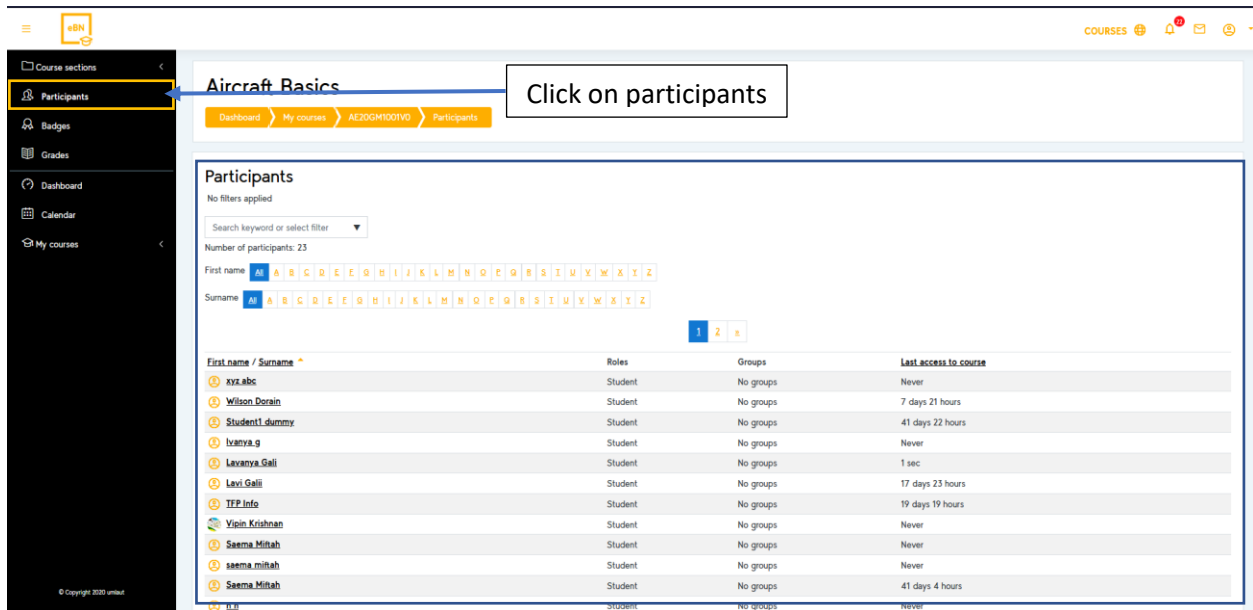 eBN
COURSES 22
Course sections
Participants
Badges
Grades
Dashboard
Calendar
My courses
© Copyright 2020 umlaut
Aircraft Basics
Click on participants
Dashboard My courses AE20GM1001V0 Participants
Participants
No filters applied
Search keyword or select filter ▼
Number of participants: 23
First name All A B C D E F G H I J K L M N O P Q R S T U V W X Y Z
Surname All A B C D E F G H I J K L M N O P Q R S T U V W X Y Z
1 2 »
First name / Surname Roles Groups Last access to course
xyz abc Student No groups Never
Wilson Dorain Student No groups 7 days 21 hours
Student1 dummy Student No groups 41 days 22 hours
Ivanya g Student No groups Never
Lavanya Gali Student No groups 1 sec
Lavi Galii Student No groups 17 days 23 hours
TFP Info Student No groups 19 days 19 hours
Vipin Krishnan Student No groups Never
Saema Miftah Student No groups Never
saema miftah Student No groups Never
Saema Miftah Student No groups 41 days 4 hours
n n Student No groups Never